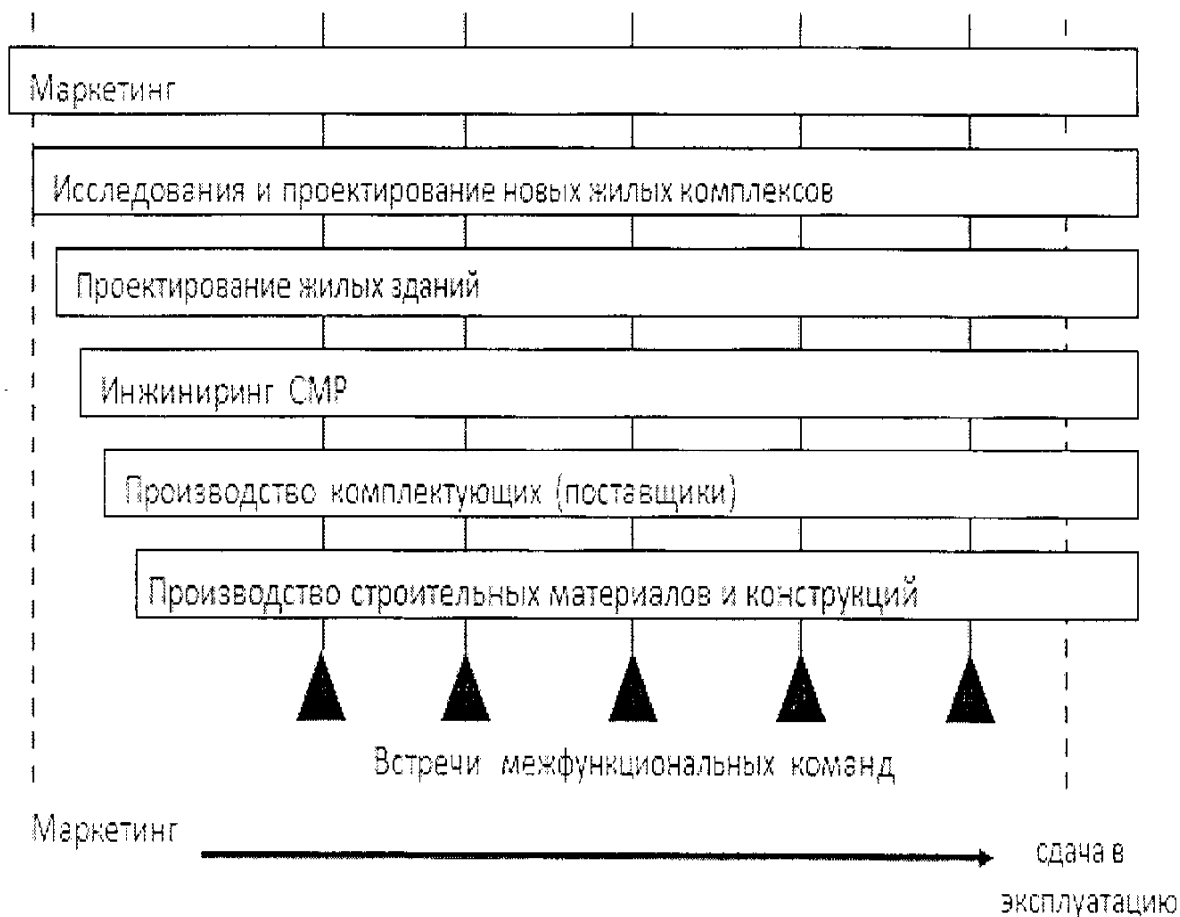 Маркетинг
Исследования и проектирование новых жилых комплексов
Проектирование жилых зданий
Инжиниринг СМР
Производство комплектующих (поставщики)
Производство строительных материалов и конструкций
Встречи межфункциональных команд
Маркетинг
сдача в
эксплуатацию